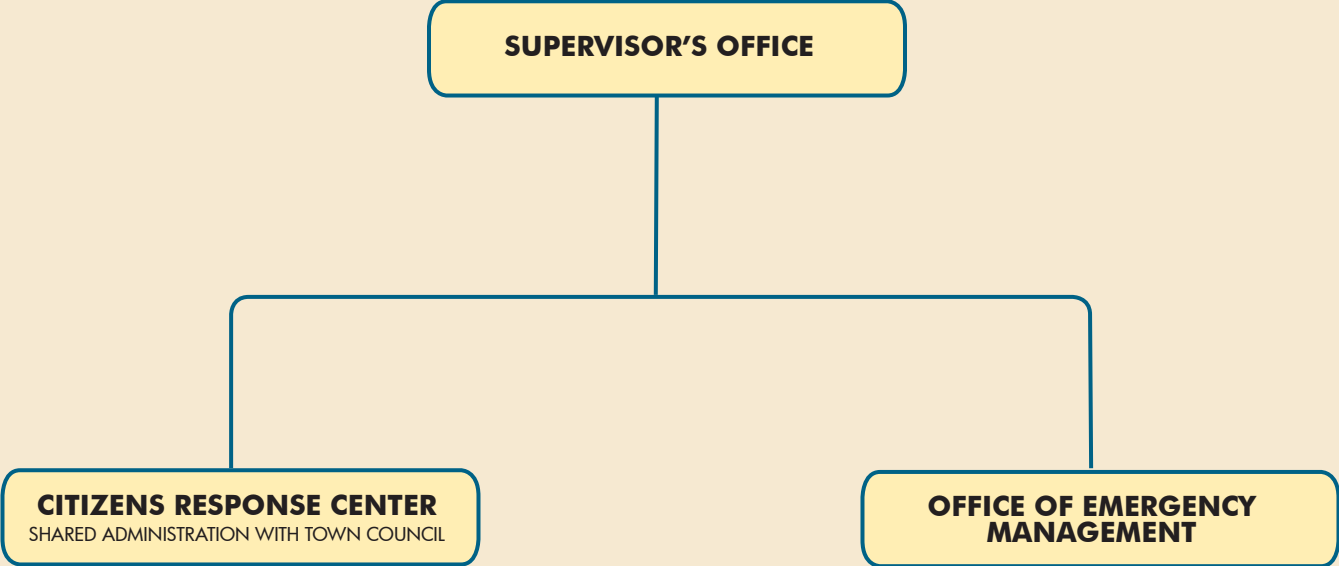 SUPERVISOR’S OFFICE
CITIZENS RESPONSE CENTER
SHARED ADMINISTRATION WITH TOWN COUNCIL
OFFICE OF EMERGENCY
MANAGEMENT